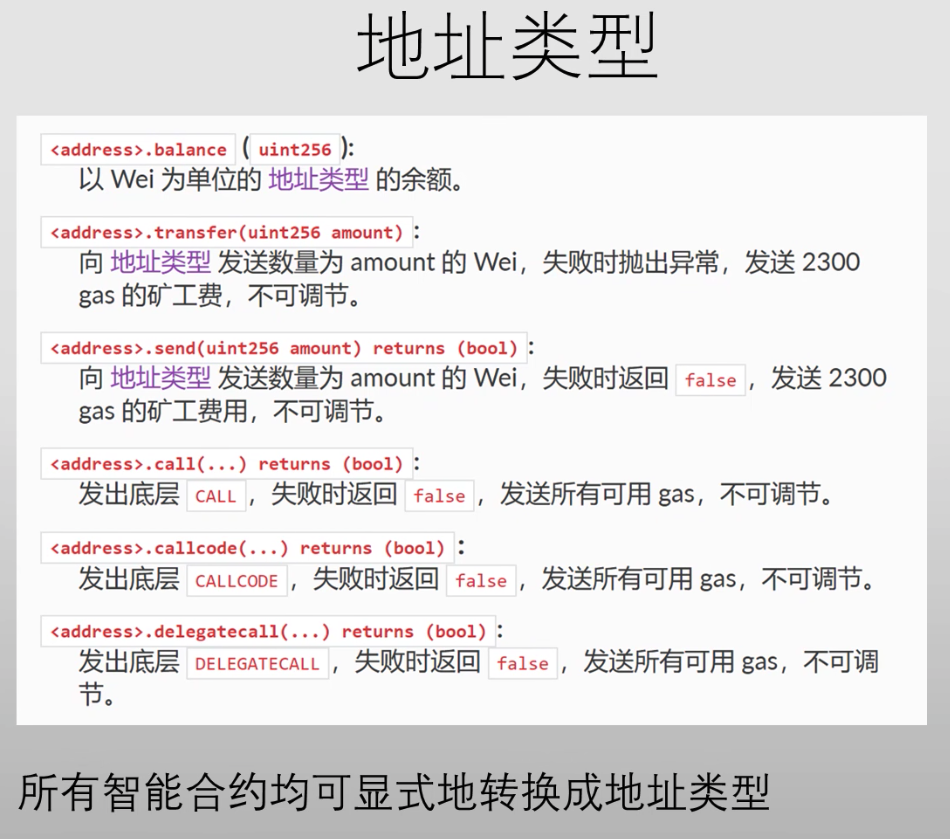 地址类型
<address>.balance (uint256):
以 Wei 为单位的 地址类型 的余额。
<address>.transfer(uint256 amount):
向 地址类型 发送数量为 amount 的 Wei，失败时抛出异常，发送 2300
gas 的矿工费，不可调节。
<address>.send(uint256 amount) returns (bool):
向 地址类型 发送数量为 amount 的 Wei，失败时返回 false，发送 2300
gas 的矿工费用，不可调节。
<address>.call(...) returns (bool):
发出底层 CALL，失败时返回 false，发送所有可用 gas，不可调节。
<address>.callcode(...) returns (bool):
发出底层 CALLCODE，失败时返回 false，发送所有可用 gas，不可调节。
<address>.delegatecall(...) returns (bool):
发出底层 DELEGATECALL，失败时返回 false，发送所有可用 gas，不可调
节。
所有智能合约均可显式地转换成地址类型